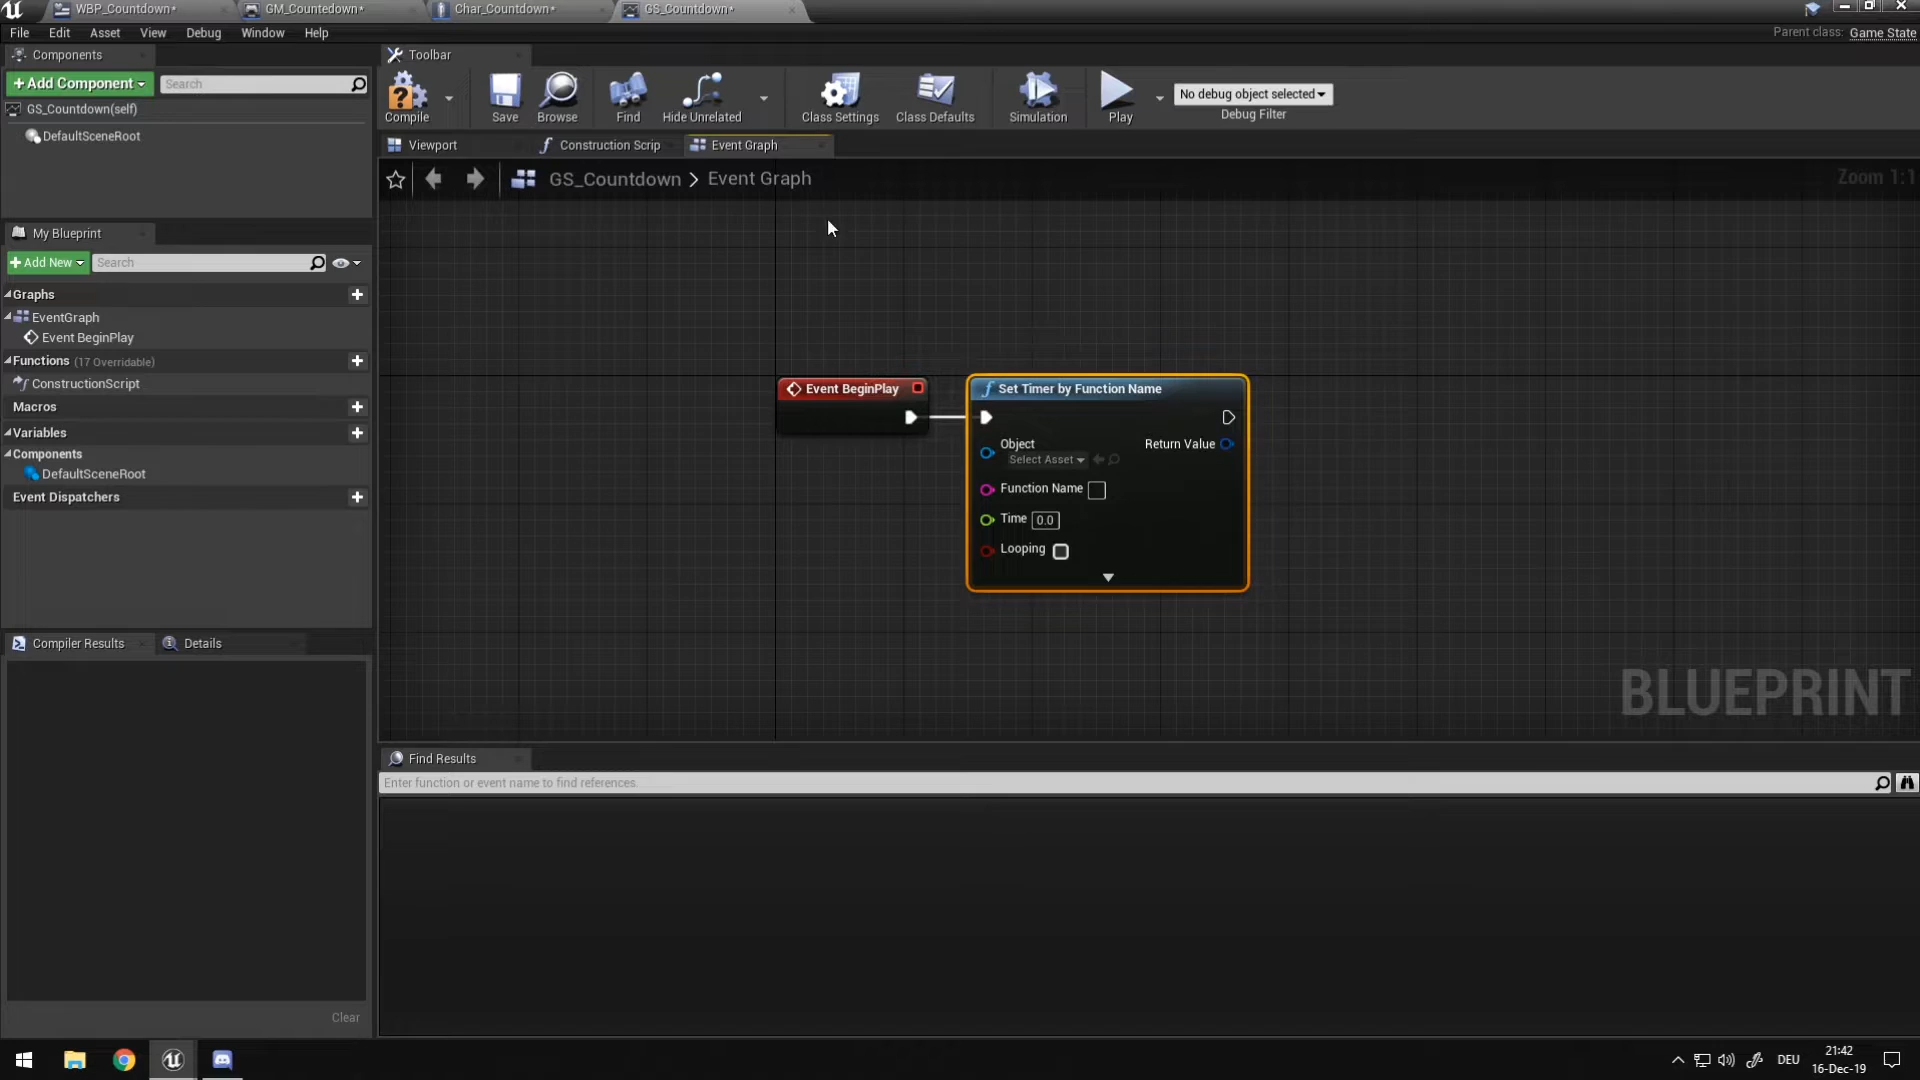 WBP_Countdown*
GM_Countedown*
Char_Countdown*
GS_Countdown*
File Edit Asset View Debug Window Help
Parent class: Game State
Components
Toolbar
+ Add Component
Search
GS_Countdown(self)
DefaultSceneRoot
Compile Save Browse Find Hide Unrelated Class Settings Class Defaults Simulation Play
No debug object selected
Debug Filter
Viewport
Construction Scrip
Event Graph
GS_Countdown > Event Graph
Zoom 1:1
My Blueprint
+ Add New
Search
Graphs
EventGraph
Event BeginPlay
Functions (17 Overridable)
ConstructionScript
Macros
Variables
Components
DefaultSceneRoot
Event Dispatchers
Event BeginPlay
Set Timer by Function Name
Object
Select Asset
Return Value
Function Name
Time 0.0
Looping
BLUEPRINT
Compiler Results
Details
Clear
Find Results
Enter function or event name to find references.
DEU
21:42
16-Dec-19